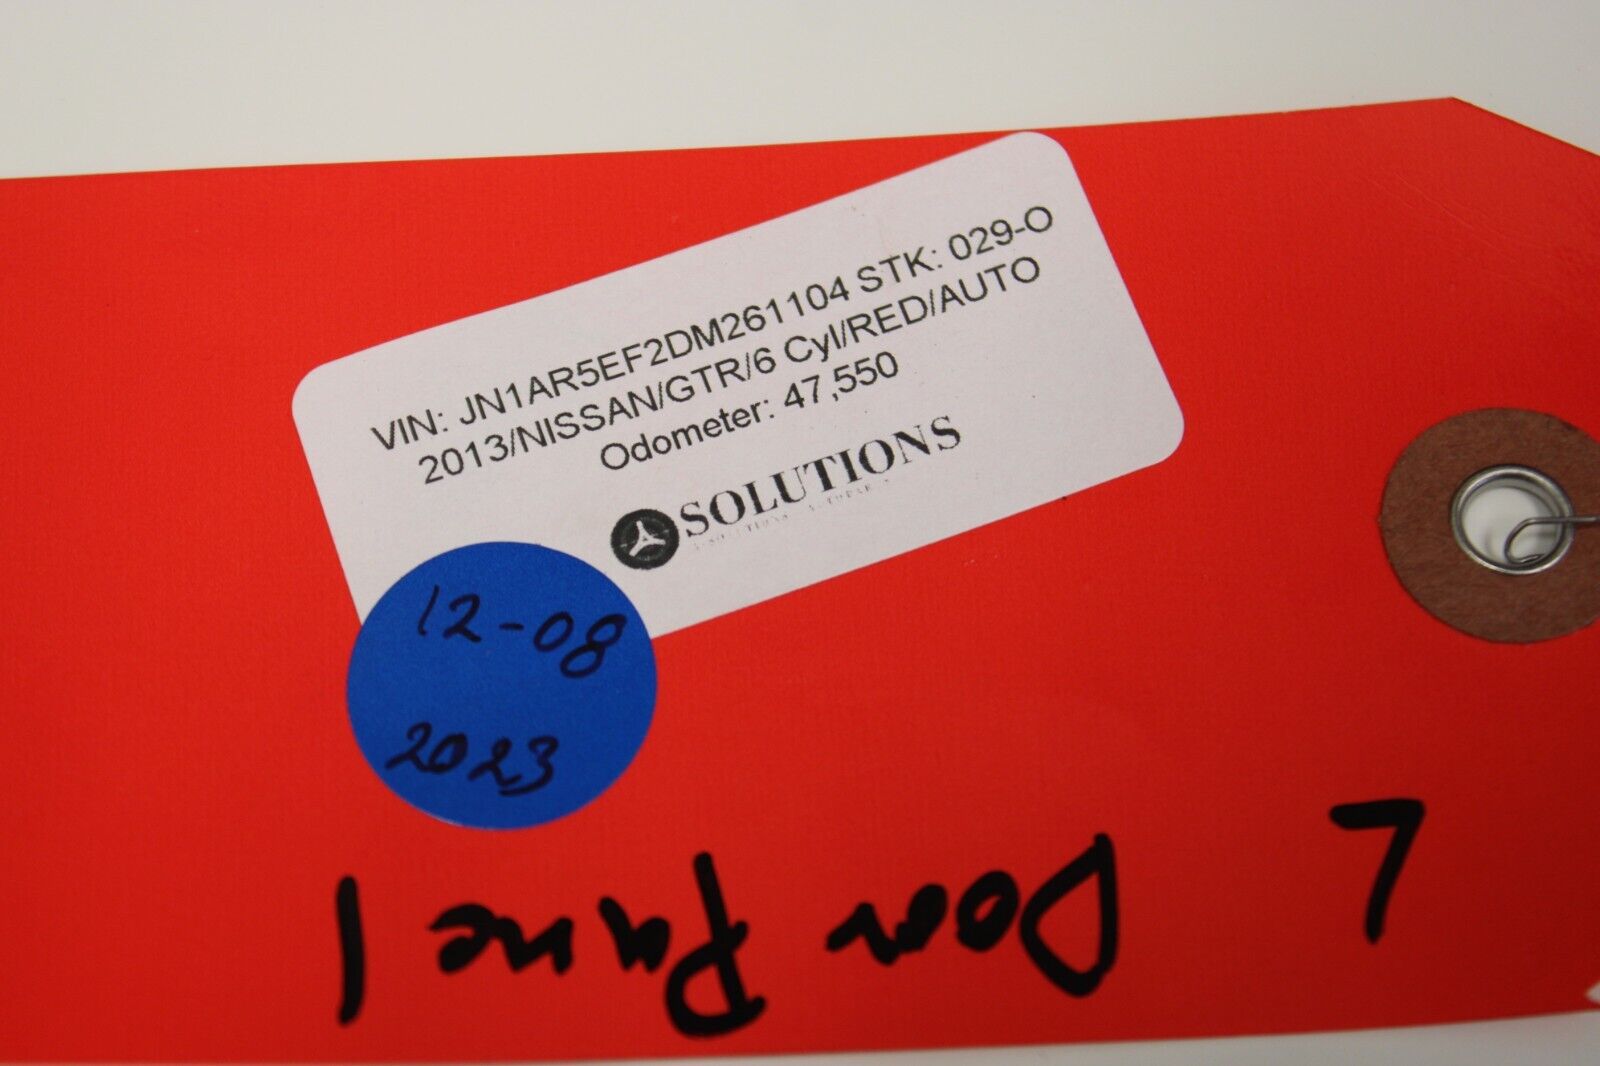 VIN: JN1AR5EF2DM261104 STK: 029-O
2013/NISSAN/GTR/6 Cyl/RED/AUTO
Odometer: 47,550
SOLUTIONS
12-08
2023
L Door Panel